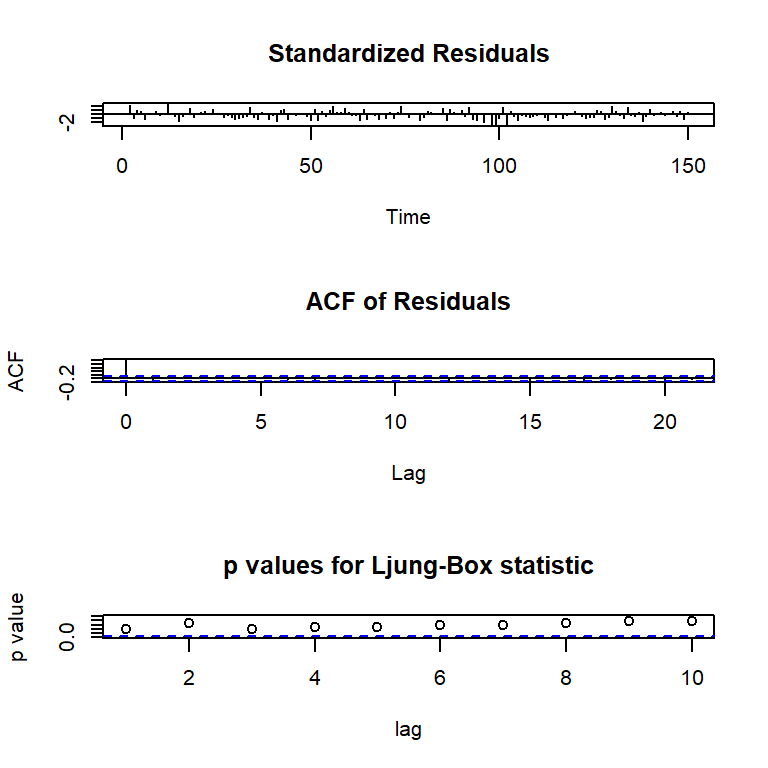 Standardized Residuals
-2
0 50 100 150
Time
ACF of Residuals
ACF
-0.2
0 5 10 15 20
Lag
p values for Ljung-Box statistic
p value
0.0
2 4 6 8 10
lag